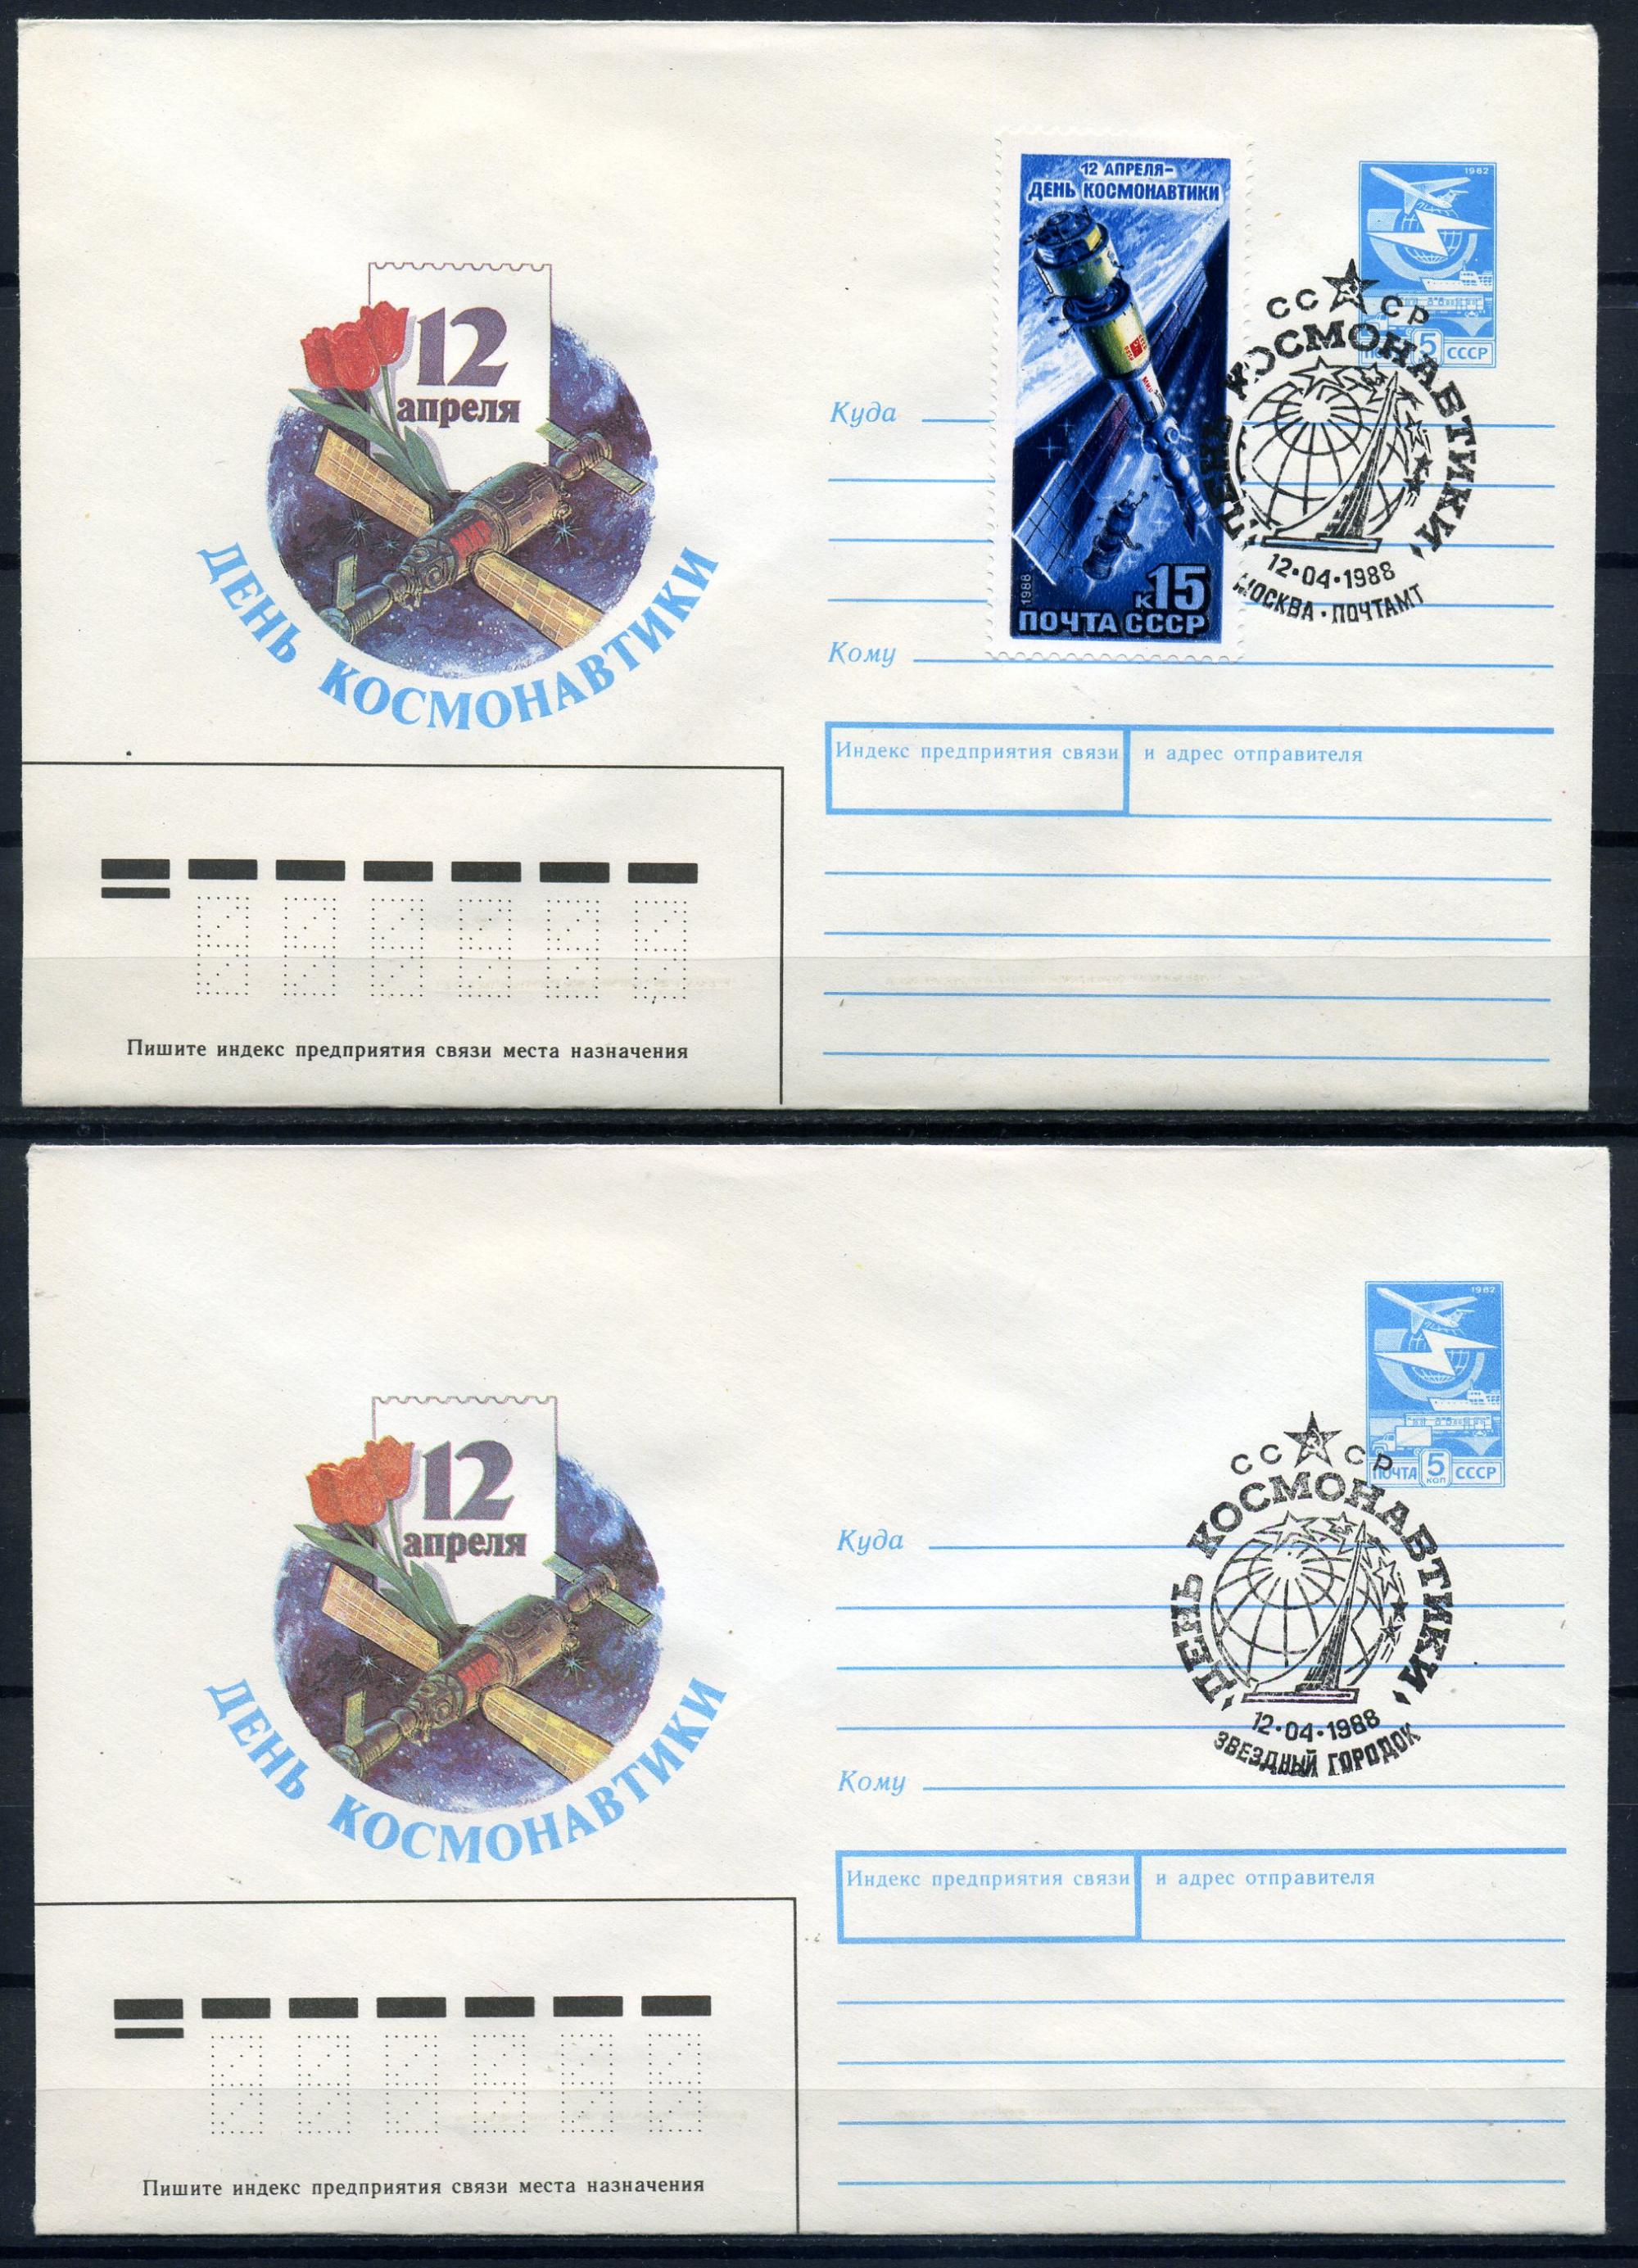 12 АПРЕЛЯ-
ДЕНЬ КОСМОНАВТИКИ
1988
к15
ПОЧТА СССР
1982
5
СССР
СССР
ДЕНЬ КОСМОНАВТИКИ
12·04·1988
МОСКВА·ПОЧТАМТ
12
апреля
ДЕНЬ КОСМОНАВТИКИ
Куда
Кому
Индекс предприятия связи и адрес отправителя
Пишите индекс предприятия связи места назначения
1982
ПОЧТА 5 КОП СССР
СССР
ДЕНЬ КОСМОНАВТИКИ
12·04·1988
ЗВЕЗДНЫЙ ГОРОДОК
12
апреля
ДЕНЬ КОСМОНАВТИКИ
Куда
Кому
Индекс предприятия связи и адрес отправителя
Пишите индекс предприятия связи места назначения